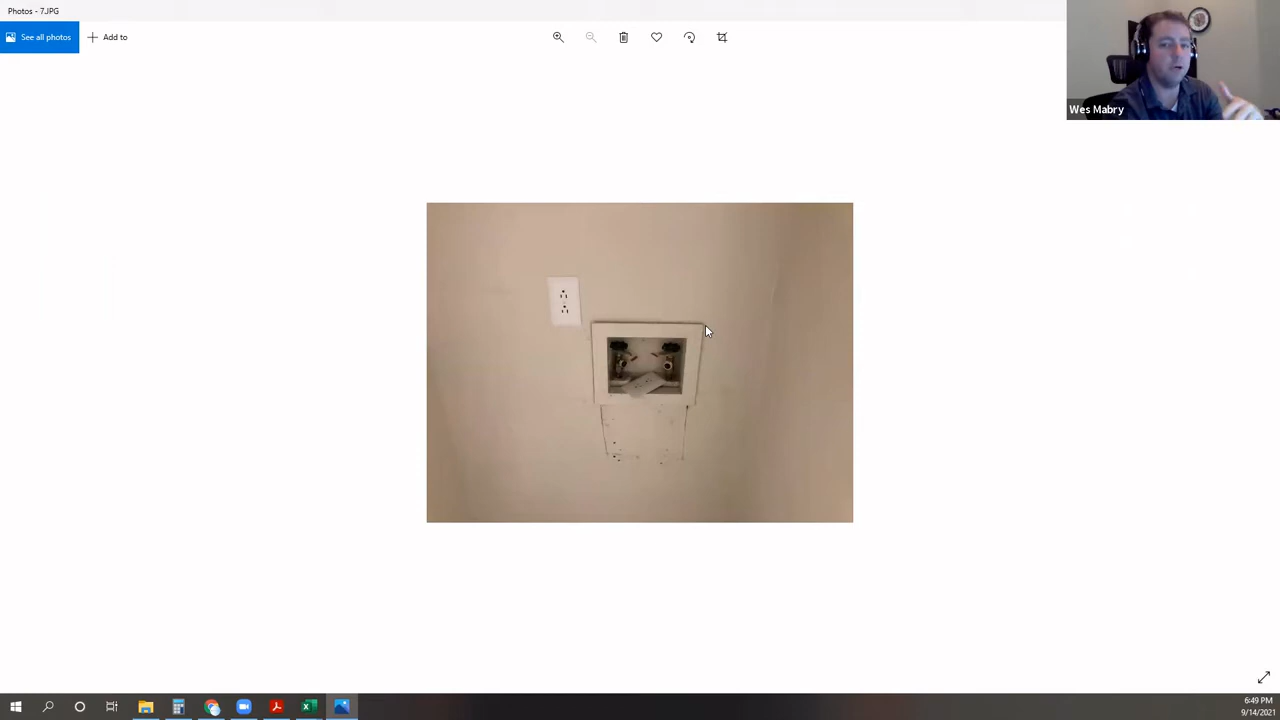 Photos - 7.JPG
See all photos
Add to
Wes Mabry
6:49 PM
9/14/2021